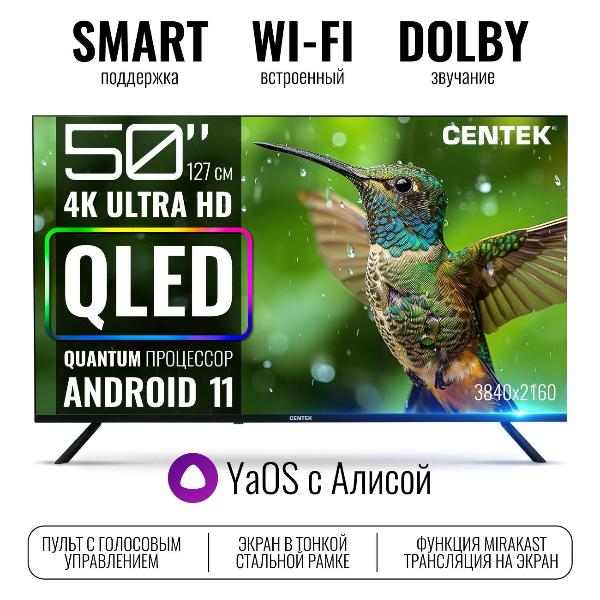 SMART WI-FI DOLBY
поддержка встроенный звучание
50''
127 см
CENTEK
4K ULTRA HD
QLED
QUANTUM ПРОЦЕССОР
ANDROID 11
3840x2160
CENTEK
YaOS с Алисой
ПУЛЬТ С ГОЛОСОВЫМ
УПРАВЛЕНИЕМ
ЭКРАН В ТОНКОЙ
СТАЛЬНОЙ РАМКЕ
ФУНКЦИЯ MIRAKAST
ТРАНСЛЯЦИЯ НА ЭКРАН